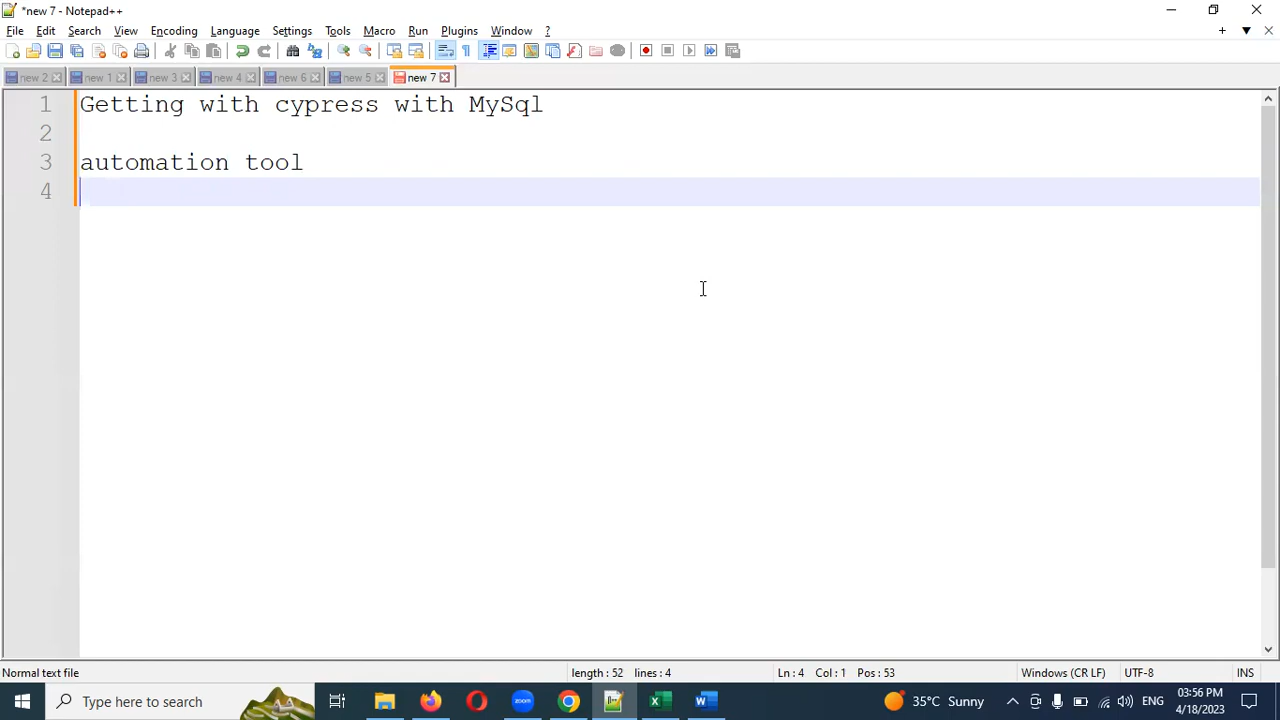 *new 7 - Notepad++
File Edit Search View Encoding Language Settings Tools Macro Run Plugins Window ?
new 2 new 1 new 3 new 4 new 6 new 5 new 7
1 Getting with cypress with MySql
2
3 automation tool
4
Normal text file length : 52 lines : 4 Ln : 4 Col : 1 Pos : 53 Windows (CR LF) UTF-8 INS
Type here to search zoom 35°C Sunny ENG 03:56 PM
4/18/2023